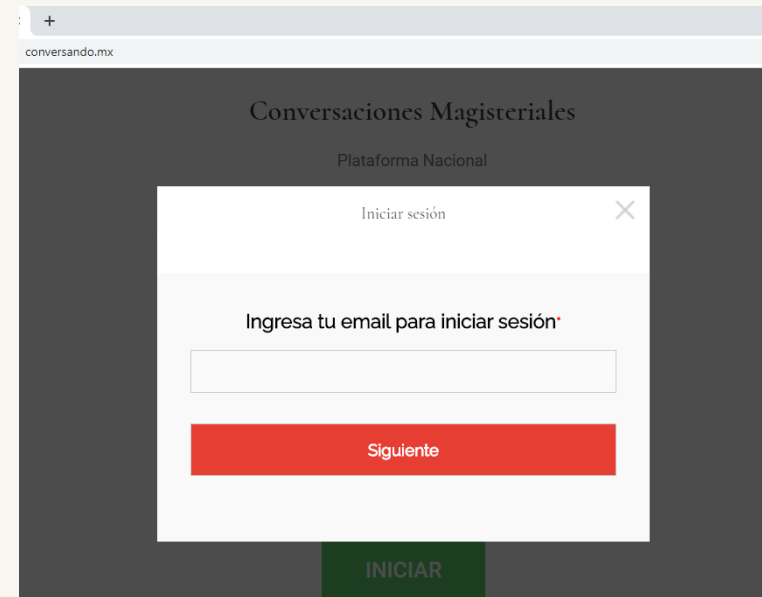 conversando.mx
Conversaciones Magisteriales
Plataforma Nacional
Iniciar sesión
Ingresa tu email para iniciar sesión*
Siguiente
INICIAR